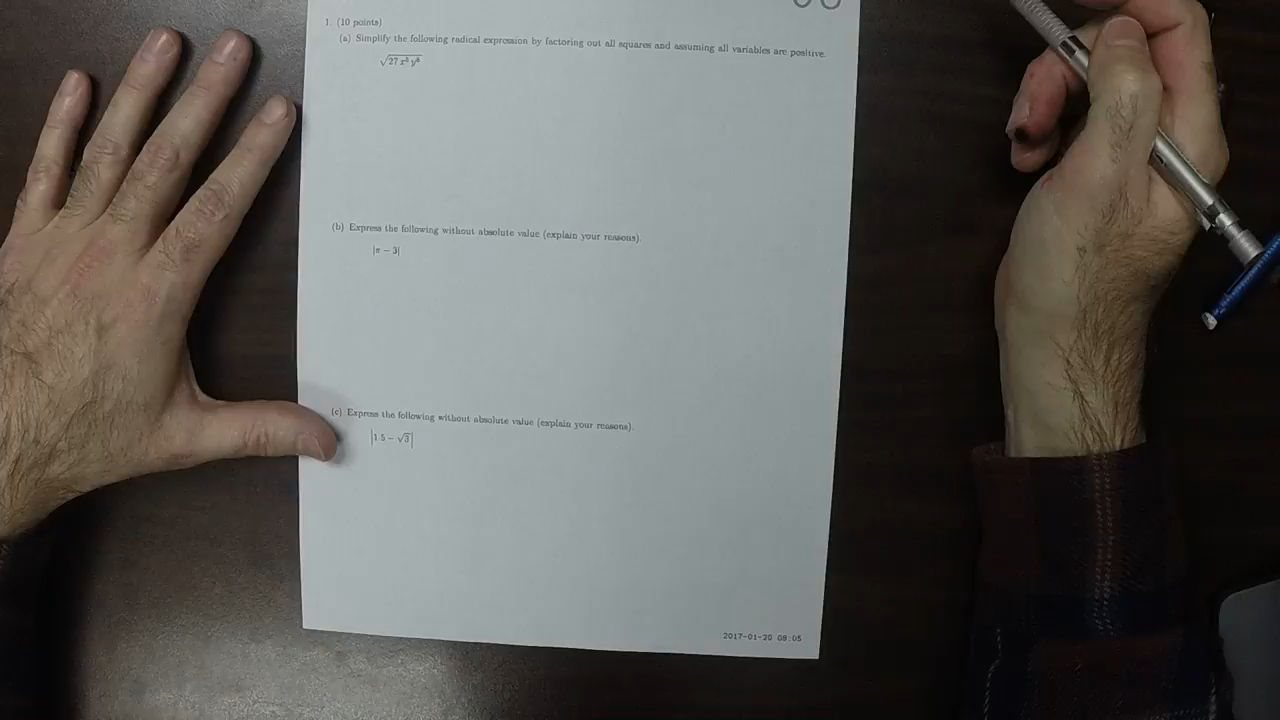 1. (10 points)
(a) Simplify the following radical expression by factoring out all squares and assuming all variables are positive.
(b) Express the following without absolute value (explain your reasons).
|π − 3|
(c) Express the following without absolute value (explain your reasons).
|1.5 − √3|
2017-01-20 08:05